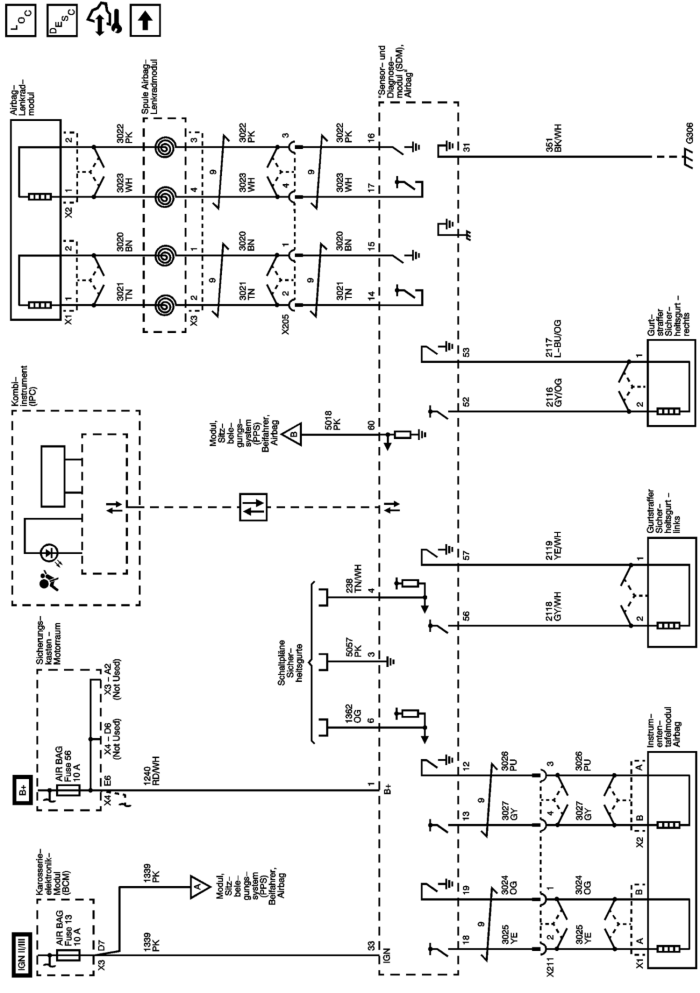 LOC
DESC
Airbag–
Lenkrad–
modul
X1
1
2
X2
1
2
3021
TN
3020
BN
3023
WH
3022
PK
Spule Airbag–
Lenkradmodul
X3
2
1
4
3
3021
TN
3020
BN
9
3023
WH
3022
PK
9
X205
2
1
4
3
3021
TN
3020
BN
9
3023
WH
3022
PK
9
14
15
17
16
"Sensor– und
Diagnose–
modul (SDM),
Airbag"
31
351
BK/WH
G306
Kombi–
instrument
(IPC)
Modul,
Sitz–
bele–
gungs–
system
(PPS)
Beifahrer,
Airbag
B
5018
PK
60
52
53
2116
GY/OG
2117
L–BU/OG
2
1
Gurt–
straffer
Sicher–
heitsgurt –
rechts
Schaltpläne
Sicher–
heitsgurte
1362
OG
6
5057
PK
3
238
TN/WH
4
56
57
2118
GY/WH
2119
YE/WH
2
1
Gurtstraffer
Sicher–
heitsgurt –
links
B+
Sicherungs–
kasten –
Motorraum
AIR BAG
Fuse 56
10 A
X4
E6
X4 – D6
(Not Used)
X3 – A2
(Not Used)
1240
RD/WH
1
B+
IGN II/III
Karosserie–
elektronik–
Modul
(BCM)
AIR BAG
Fuse 13
10 A
X3
D7
1339
PK
1339
PK
A
Modul,
Sitz–
bele–
gungs–
system
(PPS)
Beifahrer,
Airbag
33
IGN
18
19
13
12
9
9
3025
YE
3024
OG
3027
GY
3026
PU
X211
2
1
4
3
3025
YE
3024
OG
3027
GY
3026
PU
X1
A
B
X2
B
A
Instrum–
enten–
tafelmodul
Airbag